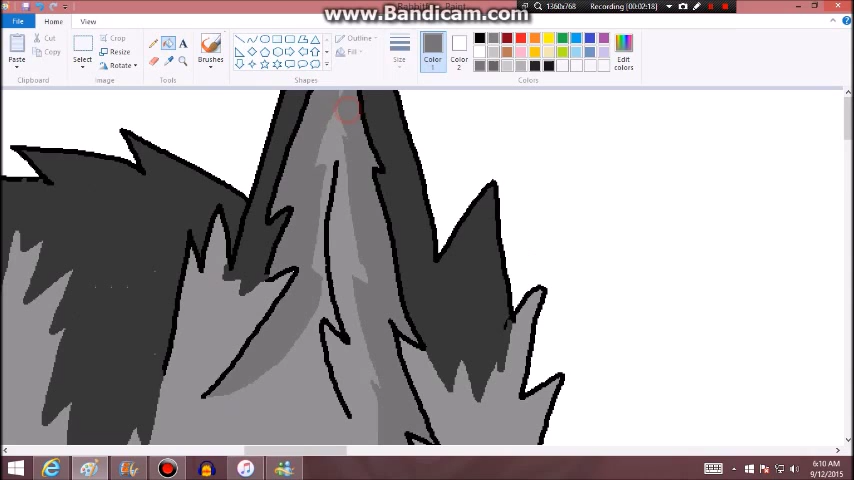 www.Bandicam.com
1360x768
Recording [00:02:18]
File
Home
View
Paste
Cut
Copy
Clipboard
Select
Crop
Resize
Rotate
Image
Tools
Brushes
Shapes
Outline
Fill
Size
Color
1
Color
2
Edit
colors
Colors
6:10 AM
9/12/2015